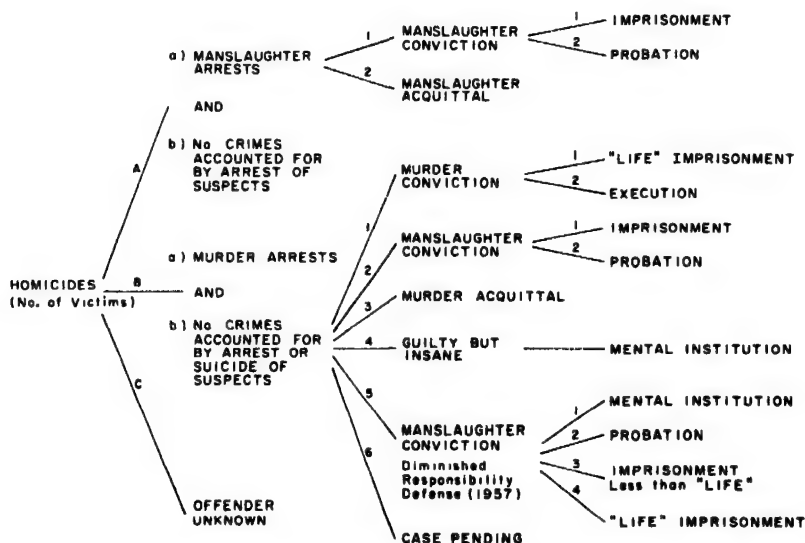 HOMICIDES
(No. of Victims)
A
B
C
a) MANSLAUGHTER
ARRESTS
AND
b) No CRIMES
ACCOUNTED FOR
BY ARREST OF
SUSPECTS
1
2
MANSLAUGHTER
CONVICTION
MANSLAUGHTER
ACQUITTAL
1
2
IMPRISONMENT
PROBATION
a) MURDER ARRESTS
AND
b) No CRIMES
ACCOUNTED FOR
BY ARREST OR
SUICIDE OF
SUSPECTS
1
2
3
4
5
6
MURDER
CONVICTION
1
2
"LIFE" IMPRISONMENT
EXECUTION
MANSLAUGHTER
CONVICTION
1
2
IMPRISONMENT
PROBATION
MURDER ACQUITTAL
GUILTY BUT
INSANE
MENTAL INSTITUTION
MANSLAUGHTER
CONVICTION
Diminished
Responsibility
Defense (1957)
1
2
3
4
MENTAL INSTITUTION
PROBATION
IMPRISONMENT
Less than "LIFE"
"LIFE" IMPRISONMENT
CASE PENDING
OFFENDER
UNKNOWN